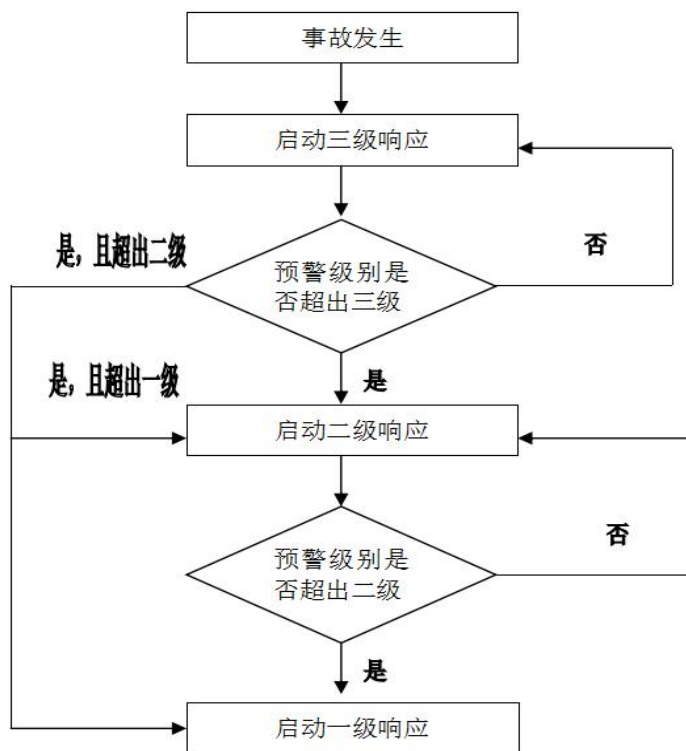 事故发生
启动三级响应
是，且超出二级
否
预警级别是
否超出三级
是，且超出一级
是
启动二级响应
否
预警级别是
否超出二级
是
启动一级响应